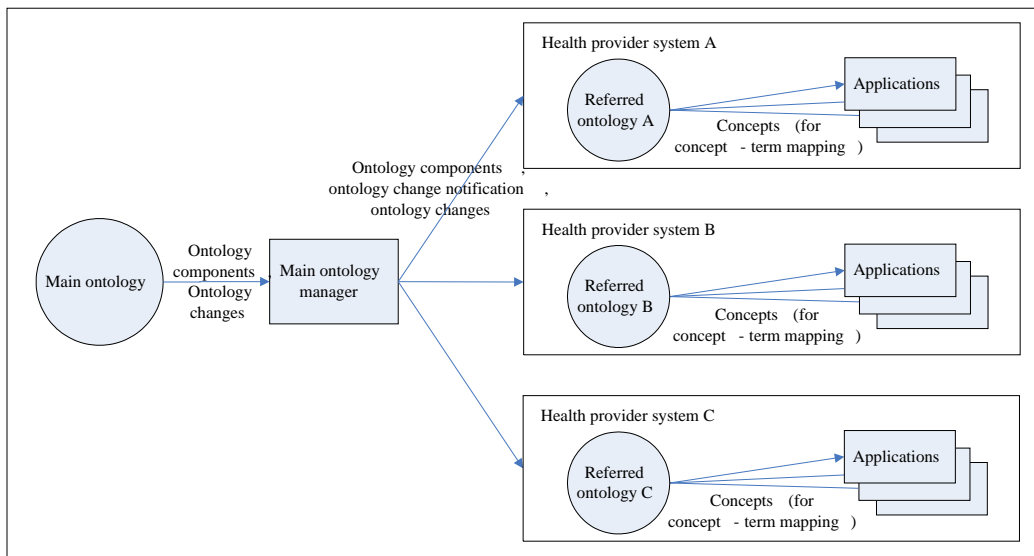 Main ontology
Ontology
components ,
Ontology
changes
Main ontology
manager
Ontology components ,
ontology change notification ,
ontology changes
Health provider system A
Referred
ontology A
Applications
Concepts (for
concept - term mapping )
Health provider system B
Referred
ontology B
Applications
Concepts (for
concept - term mapping )
Health provider system C
Referred
ontology C
Applications
Concepts (for
concept - term mapping )